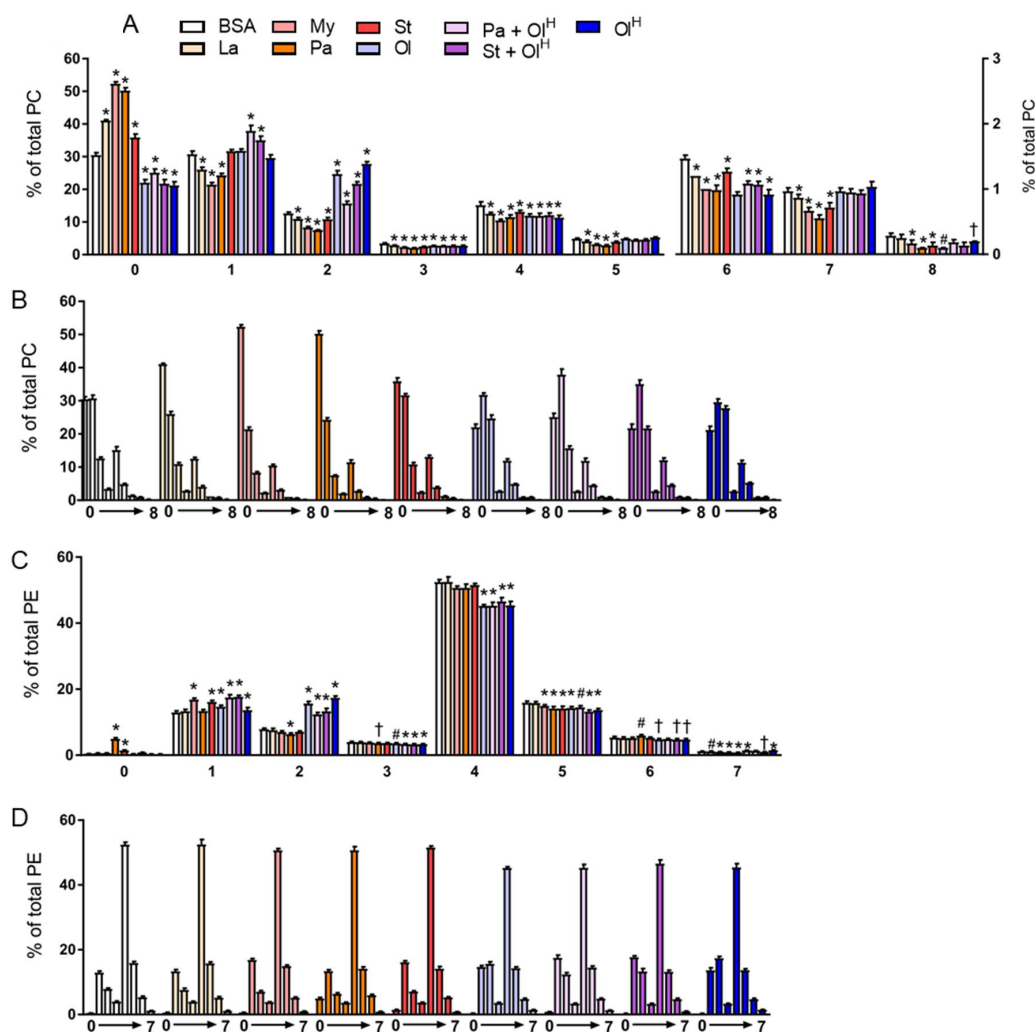 A
BSA My St Pa + Ol^H Ol^H
La Pa Ol St + Ol^H
% of total PC
60
50
40
30
20
10
0
3
2
1
0
% of total PC
* * * * * * * *
* * * * *
* * * * * * * *
* * * * * * * *
* * * * * * * *
* * * *
* * * * * * *
* * * *
* * * # †
0 1 2 3 4 5 6 7 8
B
% of total PC
60
50
40
30
20
10
0
0 → 8 0 → 8 0 → 8 0 → 8 0 → 8 0 → 8 0 → 8 0 → 8 0 → 8
C
% of total PE
60
40
20
0
* *
* * * * * * *
* * * * *
† # * * * *
* * * *
* * * * * # * *
# † † †
# * * * * † *
0 1 2 3 4 5 6 7
D
% of total PE
60
40
20
0
0 → 7 0 → 7 0 → 7 0 → 7 0 → 7 0 → 7 0 → 7 0 → 7 0 → 7